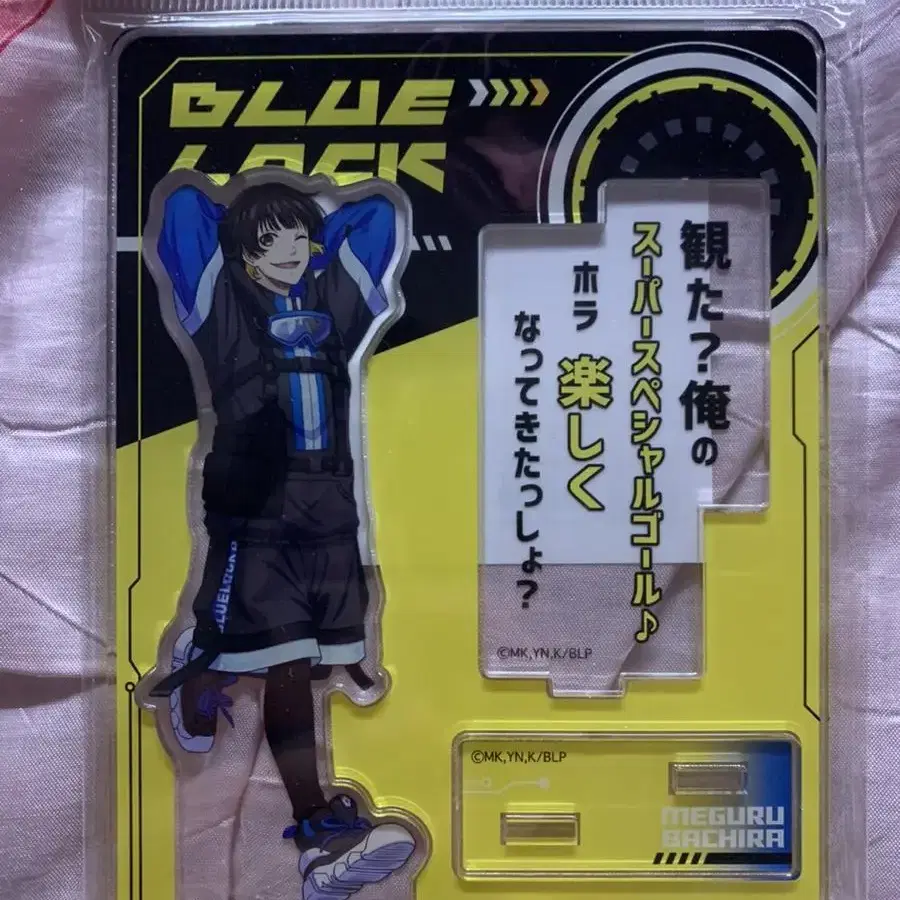 BLUE
LOCK
観た?俺の
スーパースペシャルゴール♪
ホラ 楽しく
なってきたっしょ?
©MK,YN,K/BLP
BLUELOCK
©MK,YN,K/BLP
MEGURU
BACHIRA